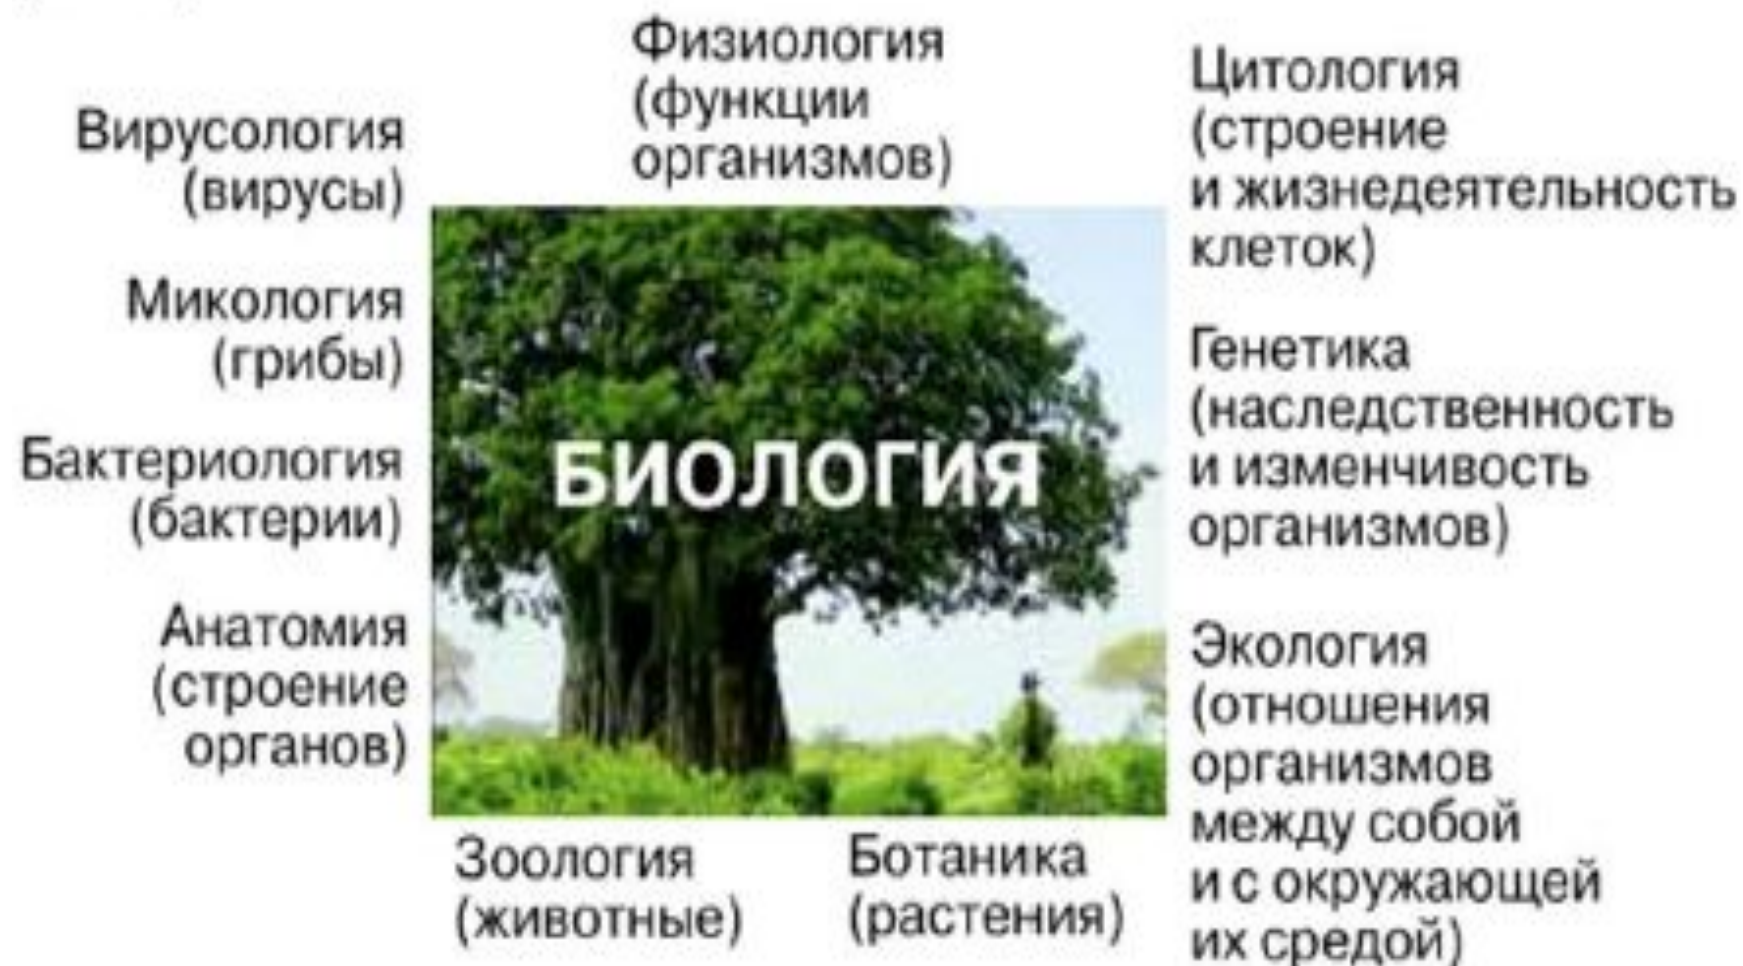 Физиология
(функции
организмов)
Вирусология
(вирусы)
Микология
(грибы)
Бактериология
(бактерии)
Анатомия
(строение
органов)
БИОЛОГИЯ
Цитология
(строение
и жизнедеятельность
клеток)
Генетика
(наследственность
и изменчивость
организмов)
Экология
(отношения
организмов
между собой
и с окружающей
их средой)
Зоология
(животные)
Ботаника
(растения)